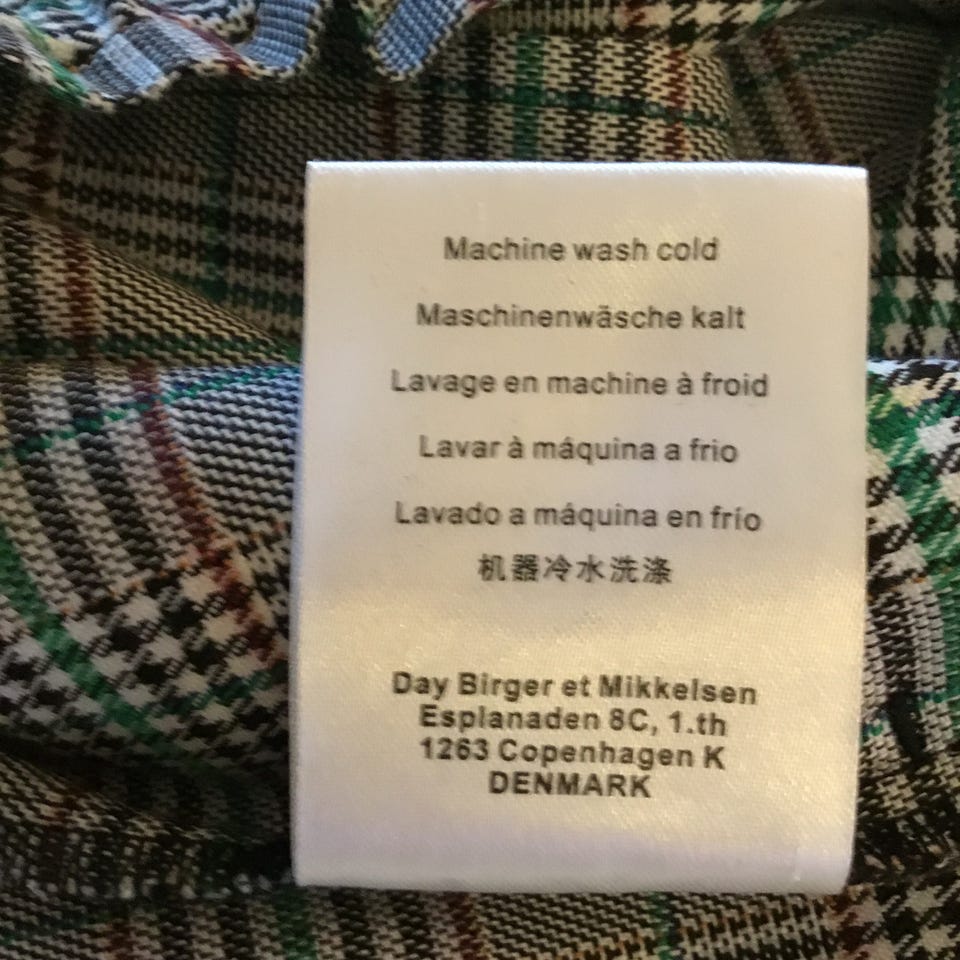 Machine wash cold
Maschinenwäsche kalt
Lavage en machine à froid
Lavar à máquina a frio
Lavado a máquina en frío
机器冷水洗涤
Day Birger et Mikkelsen
Esplanaden 8C, 1.th
1263 Copenhagen K
DENMARK